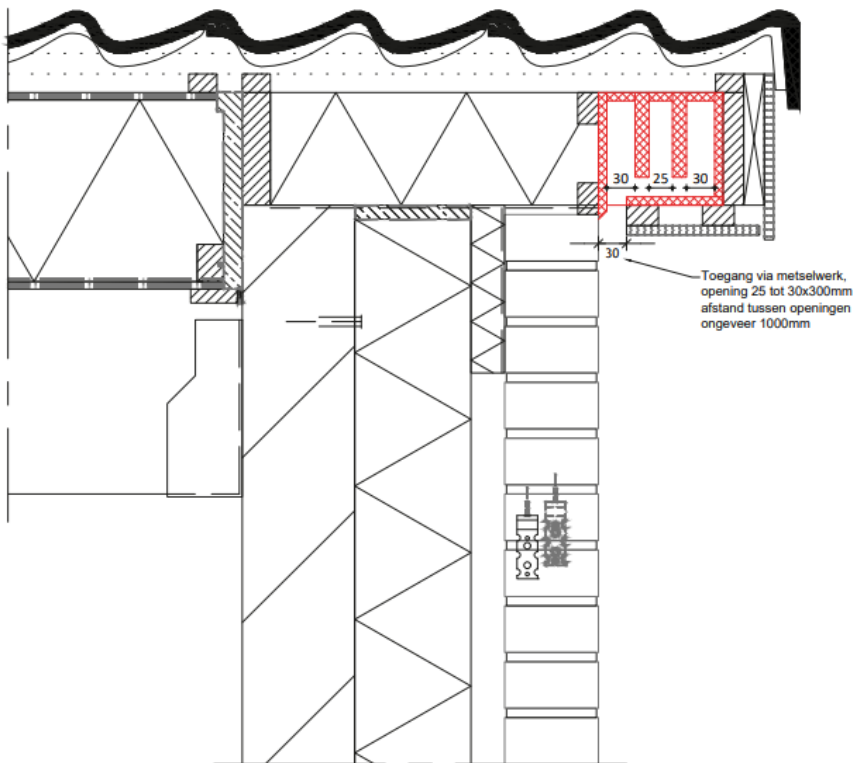 30 25 30
30
Toegang via metselwerk,
opening 25 tot 30x300mm
afstand tussen openingen
ongeveer 1000mm